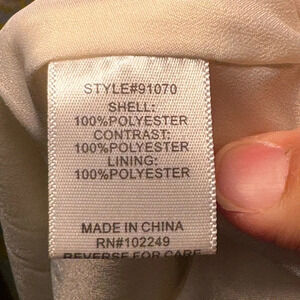 STYLE#91070
SHELL:
100%POLYESTER
CONTRAST:
100%POLYESTER
LINING:
100%POLYESTER
MADE IN CHINA
RN#102249
REVERSE FOR CARE